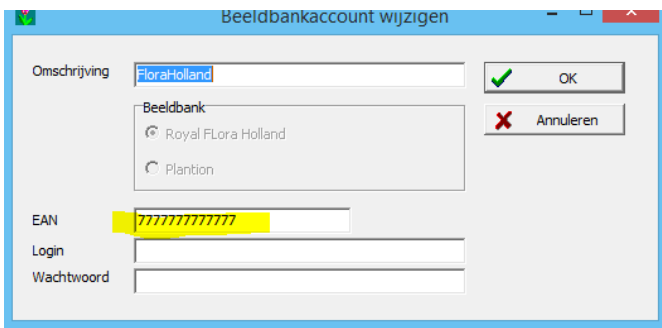 Beeldbankaccount wijzigen
Omschrijving FloraHolland OK
Beeldbank Annuleren
Royal FLora Holland
Plantion
EAN 7777777777777
Login
Wachtwoord